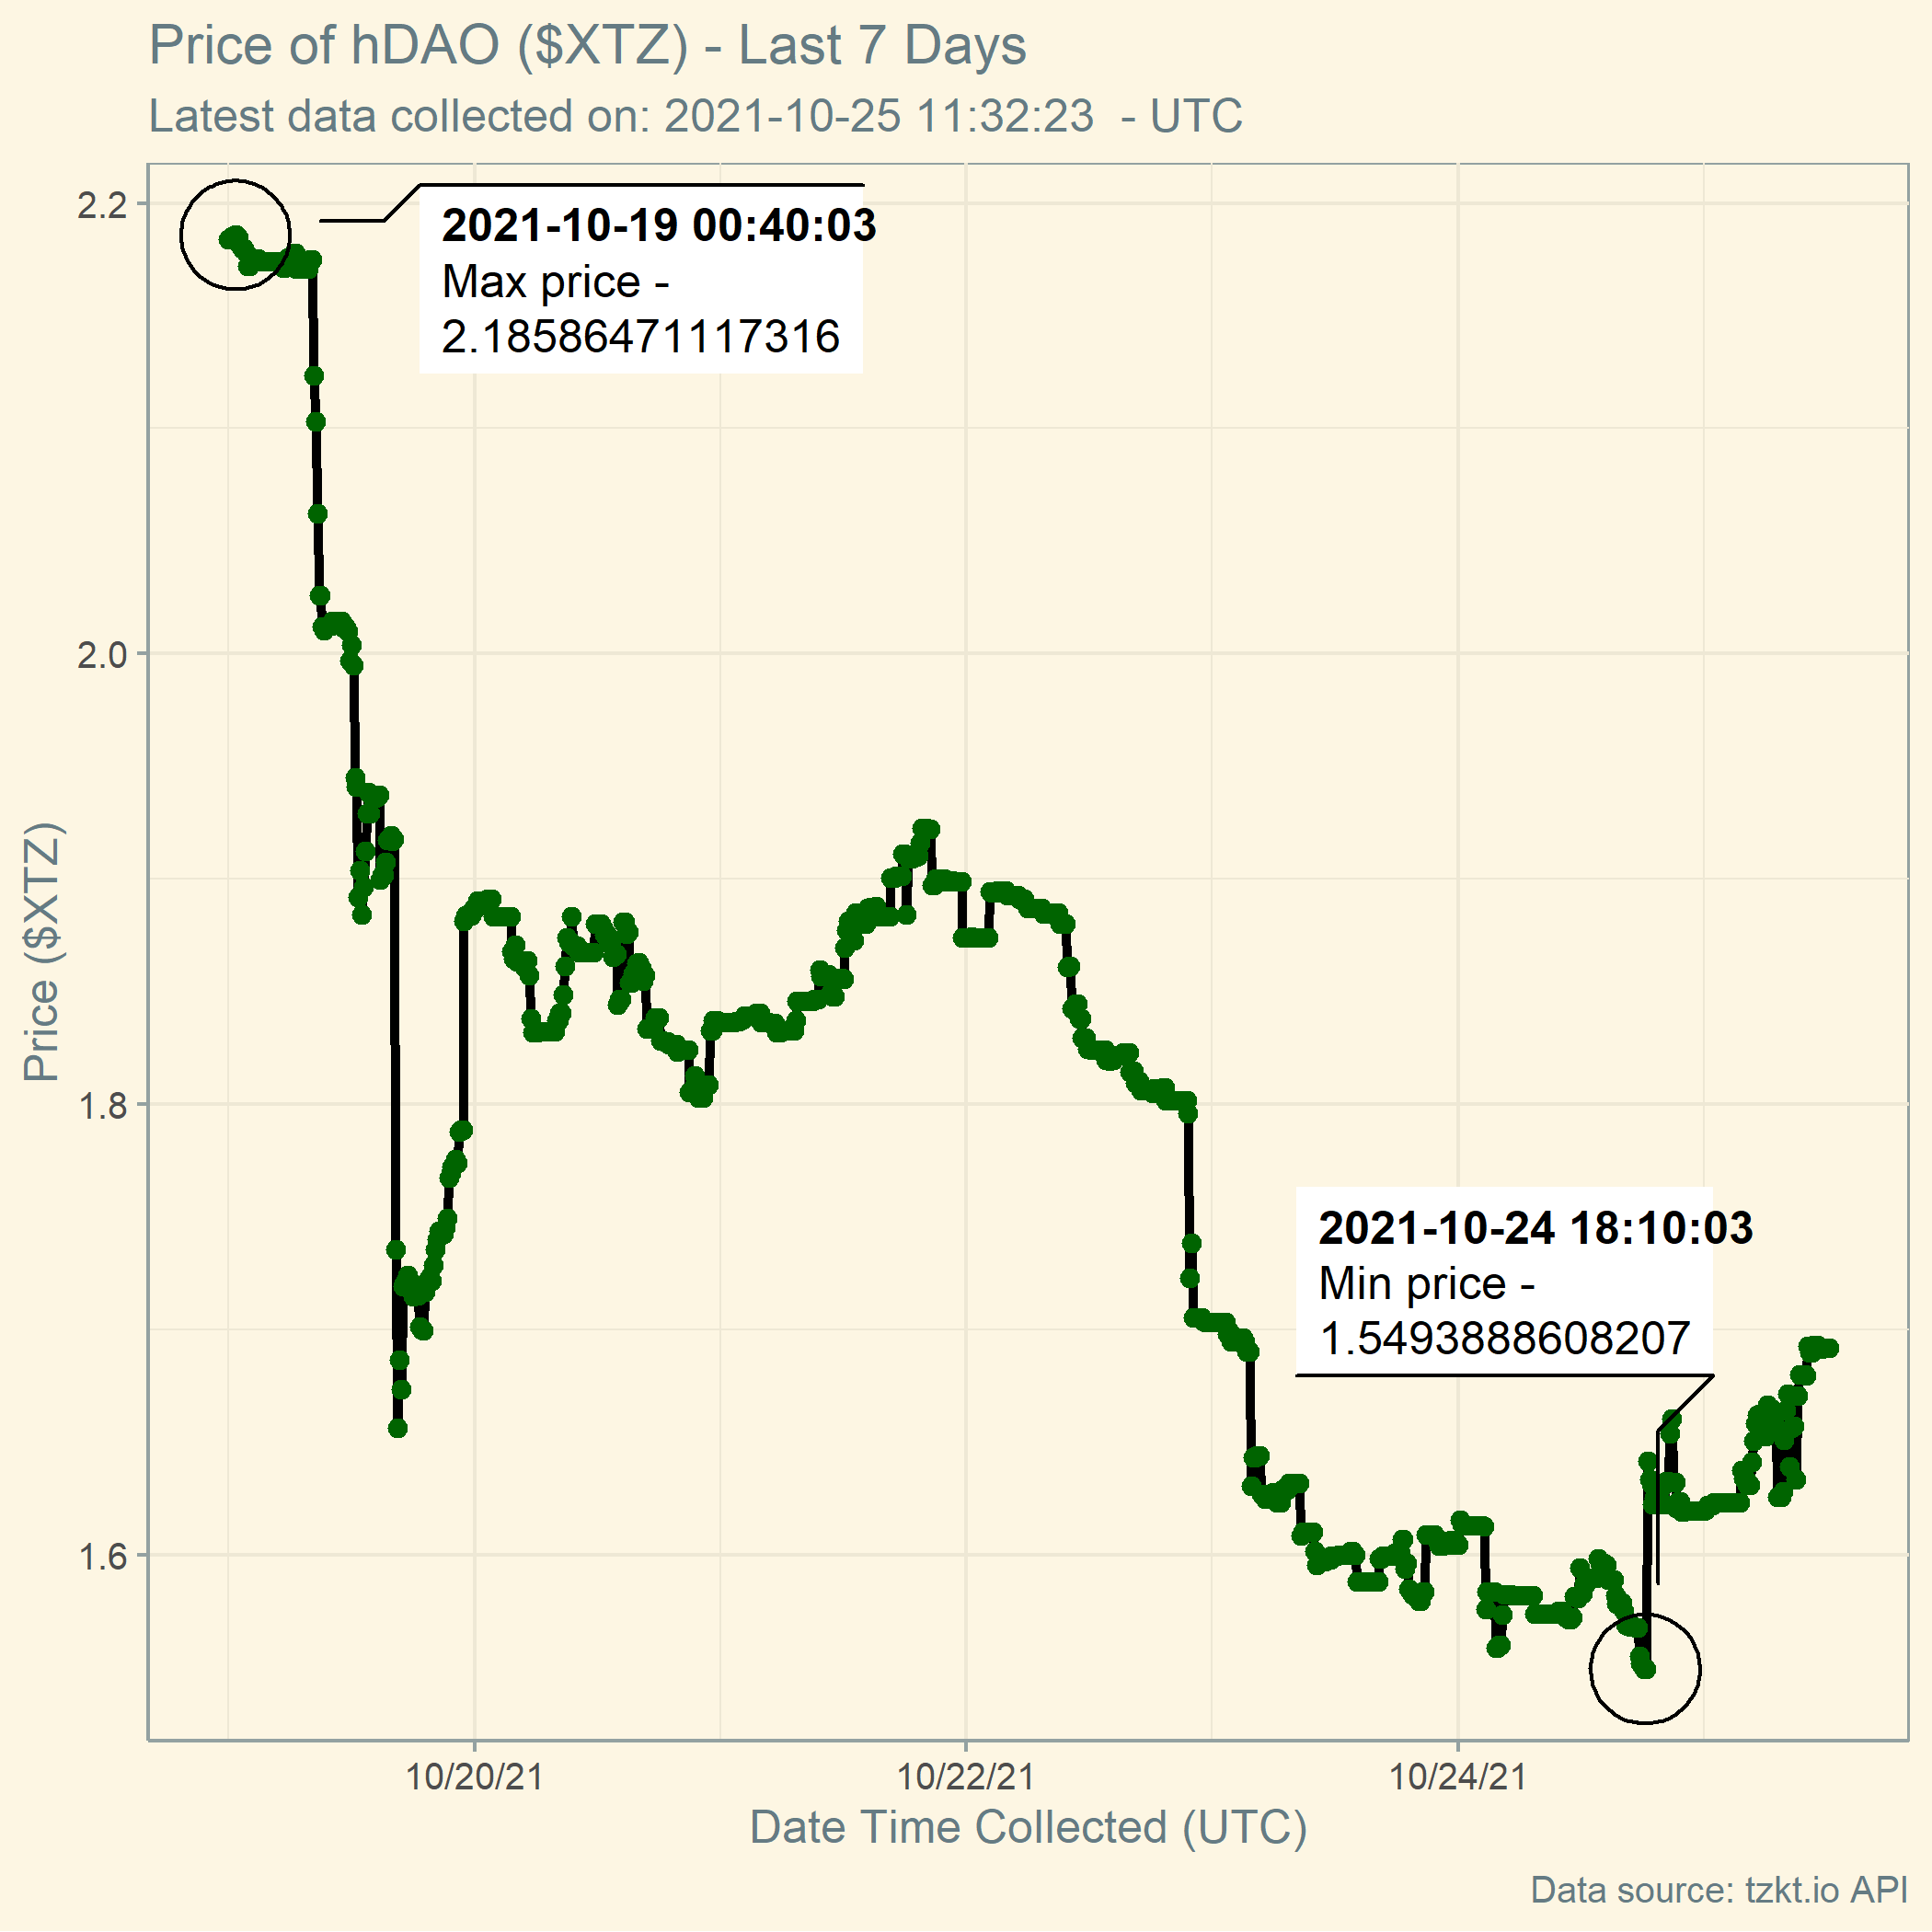 Price of hDAO ($XTZ) - Last 7 Days
Latest data collected on: 2021-10-25 11:32:23  - UTC
2.2
2021-10-19 00:40:03
Max price -
2.18586471117316
2.0
Price ($XTZ)
1.8
2021-10-24 18:10:03
Min price -
1.5493888608207
1.6
10/20/21
10/22/21
10/24/21
Date Time Collected (UTC)
Data source: tzkt.io API